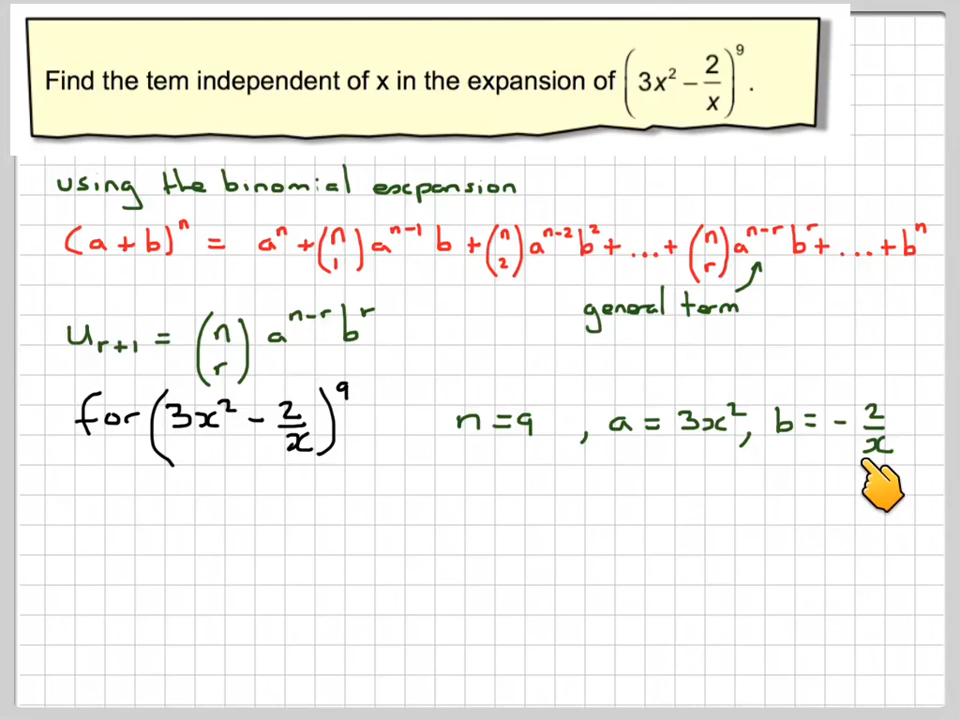 Find the tem independent of x in the expansion of (3x² − 2/x)⁹.
using the binomial expansion
(a + b)ⁿ = aⁿ + (n 1) aⁿ⁻¹ b + (n 2) aⁿ⁻² b² + ... + (n r) aⁿ⁻ʳ bʳ + ... + bⁿ
general term
u_{r+1} = (n r) aⁿ⁻ʳ bʳ
for (3x² − 2/x)⁹ n = 9 , a = 3x², b = − 2/x